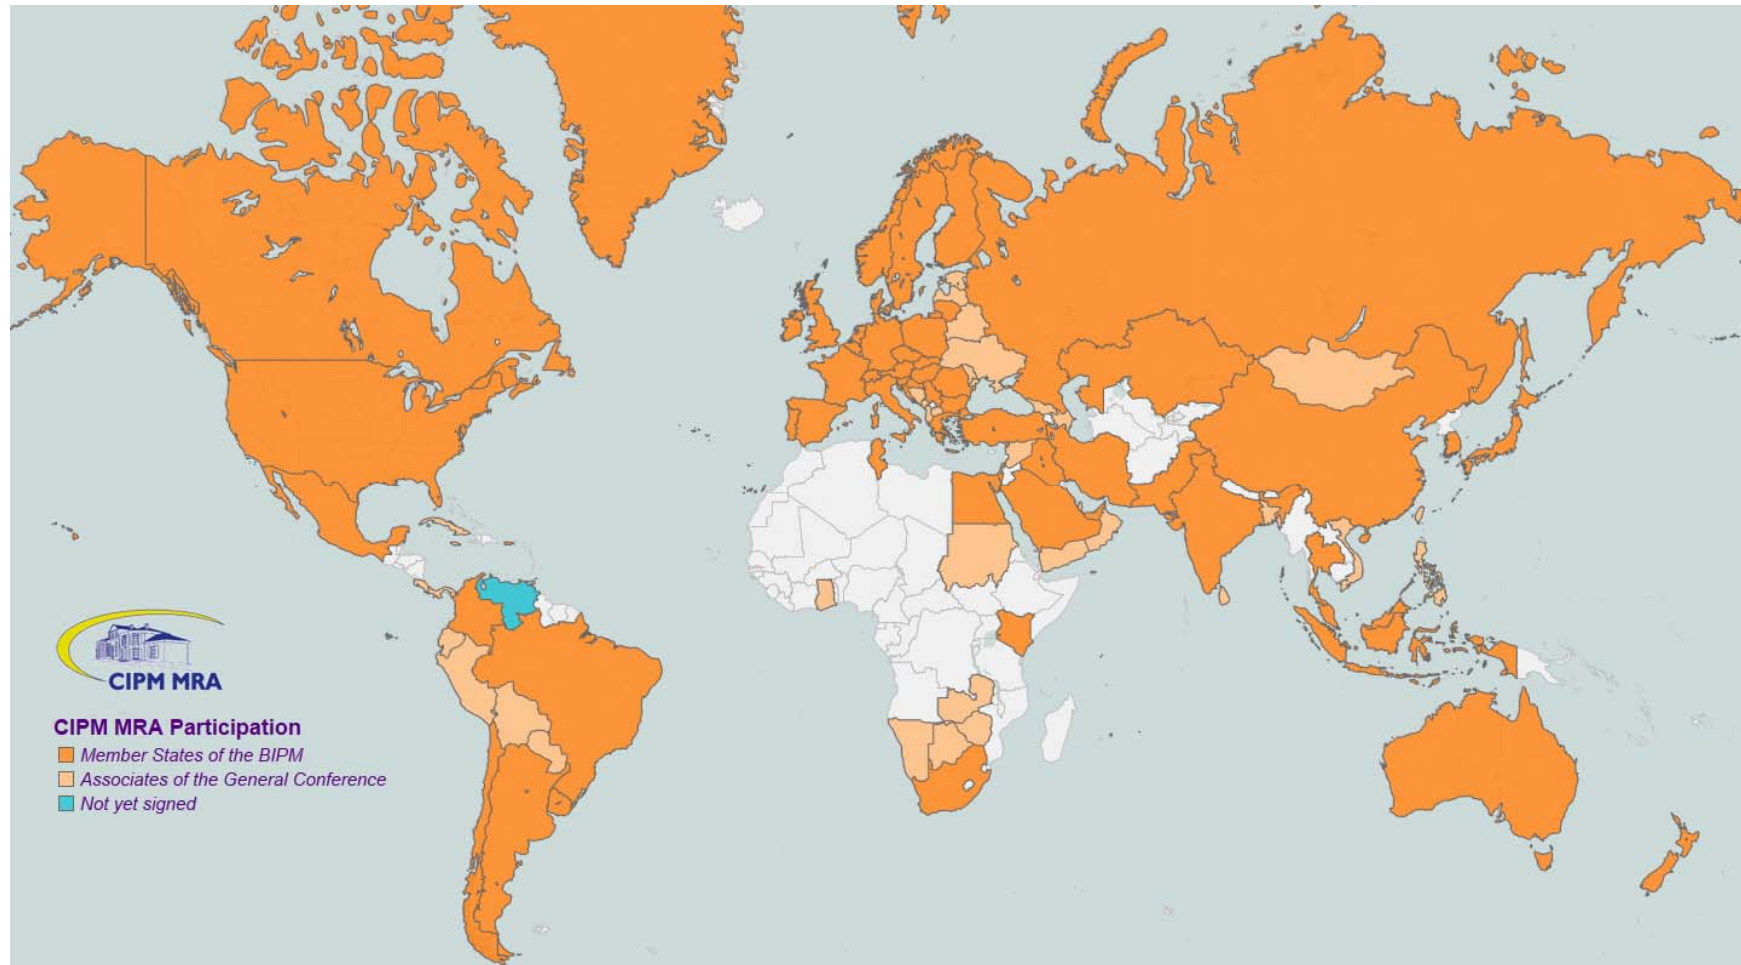 CIPM MRA
CIPM MRA Participation
Member States of the BIPM
Associates of the General Conference
Not yet signed